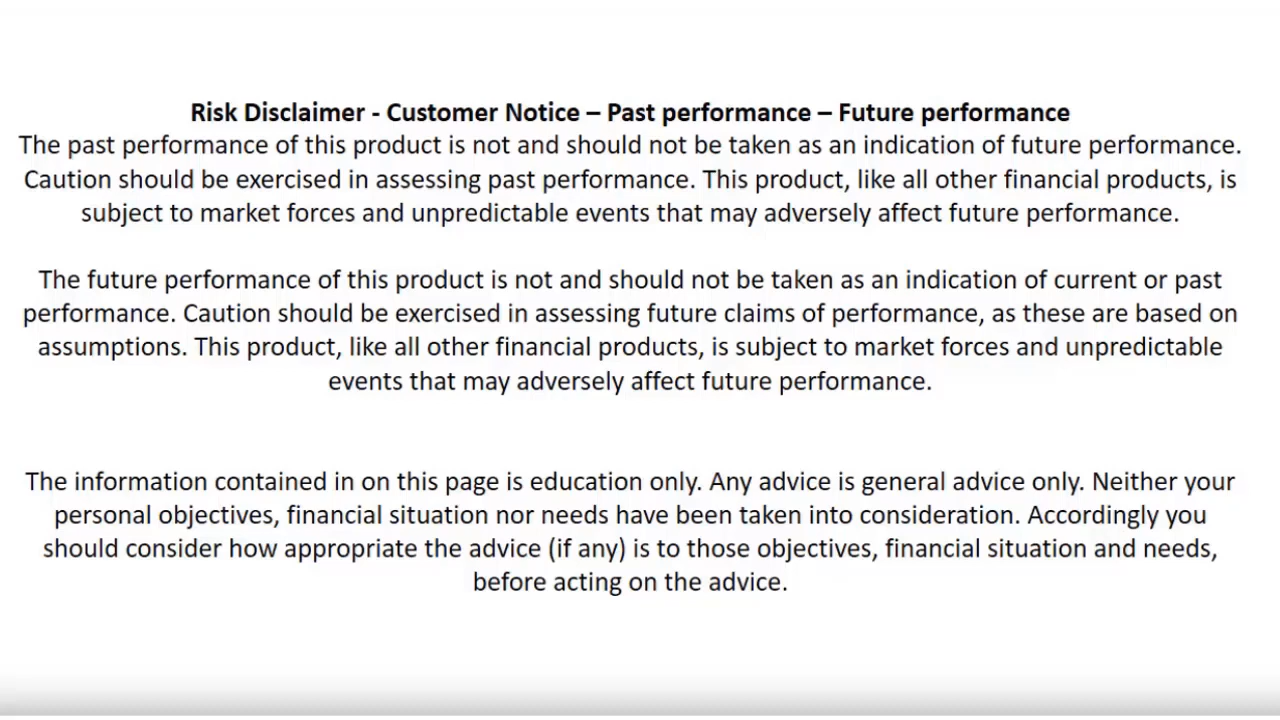 Risk Disclaimer - Customer Notice – Past performance – Future performance
The past performance of this product is not and should not be taken as an indication of future performance.
Caution should be exercised in assessing past performance. This product, like all other financial products, is
subject to market forces and unpredictable events that may adversely affect future performance.
The future performance of this product is not and should not be taken as an indication of current or past
performance. Caution should be exercised in assessing future claims of performance, as these are based on
assumptions. This product, like all other financial products, is subject to market forces and unpredictable
events that may adversely affect future performance.
The information contained in on this page is education only. Any advice is general advice only. Neither your
personal objectives, financial situation nor needs have been taken into consideration. Accordingly you
should consider how appropriate the advice (if any) is to those objectives, financial situation and needs,
before acting on the advice.